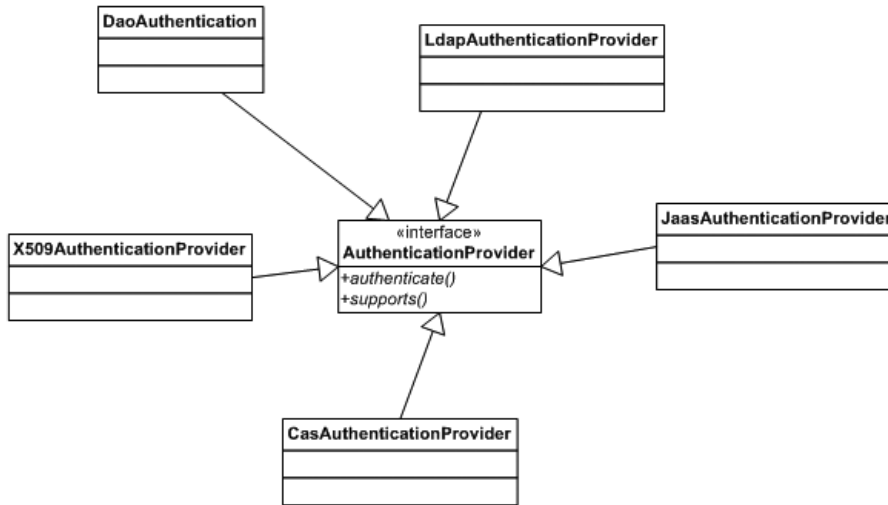 DaoAuthentication
LdapAuthenticationProvider
«interface»
AuthenticationProvider
+authenticate()
+supports()
JaasAuthenticationProvider
X509AuthenticationProvider
CasAuthenticationProvider